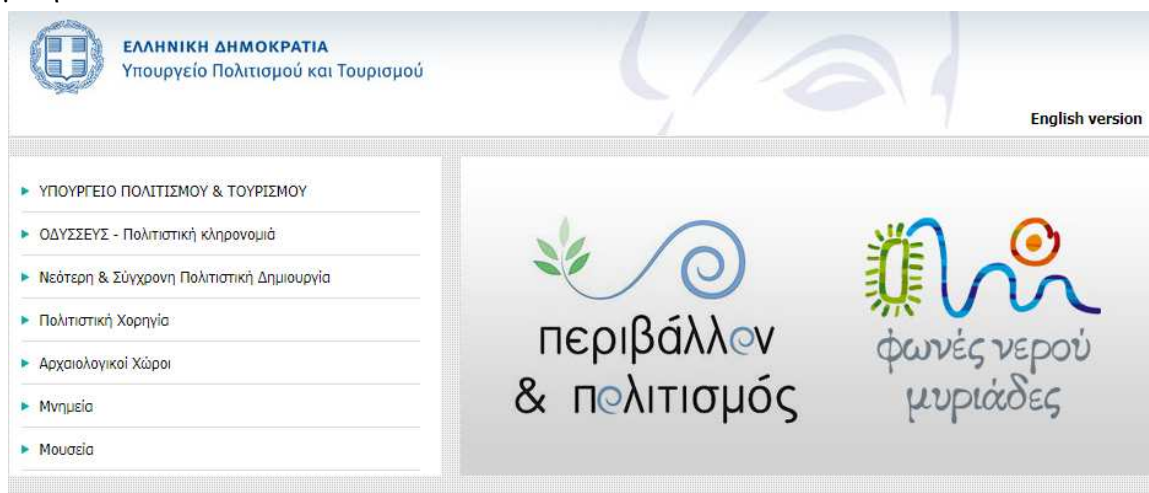 ΕΛΛΗΝΙΚΗ ΔΗΜΟΚΡΑΤΙΑ
Υπουργείο Πολιτισμού και Τουρισμού
English version
ΥΠΟΥΡΓΕΙΟ ΠΟΛΙΤΙΣΜΟΥ & ΤΟΥΡΙΣΜΟΥ
ΟΔΥΣΣΕΥΣ - Πολιτιστική κληρονομιά
Νεότερη & Σύγχρονη Πολιτιστική Δημιουργία
Πολιτιστική Χορηγία
Αρχαιολογικοί Χώροι
Μνημεία
Μουσεία
περιβάλλον
& πολιτισμός
φωνές νερού
μυριάδες